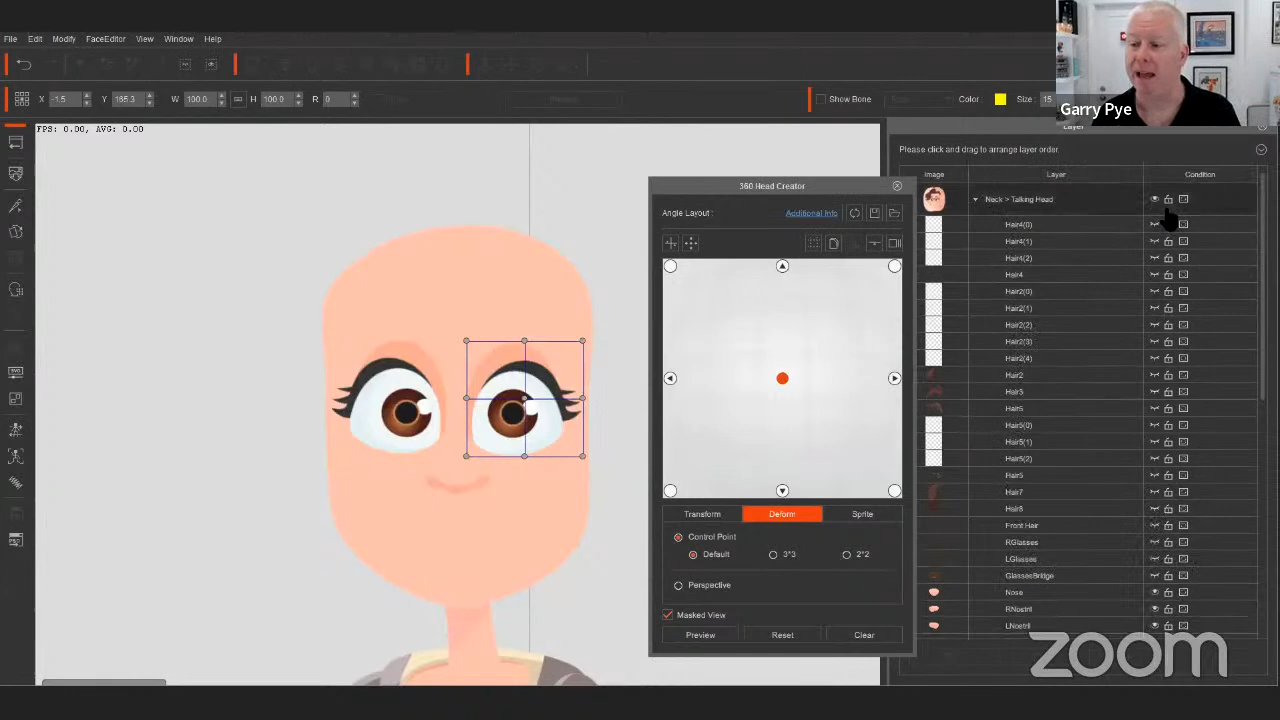 File Edit Modify FaceEditor View Window Help
X -1.5 Y 165.3 W 100.0 H 100.0 R 0
Show Bone Color : Size : 15
Garry Pye
FPS: 0.00, AVG: 0.00
Layer
Please click and drag to arrange layer order.
Image Layer Condition
Neck > Talking Head
Hair4(0)
Hair4(1)
Hair4(2)
Hair4
Hair2(0)
Hair2(1)
Hair2(2)
Hair2(3)
Hair2(4)
Hair2
Hair3
Hair6
Hair5(0)
Hair5(1)
Hair5(2)
Hair5
Hair7
Hair8
Front Hair
RGlasses
LGlasses
GlassesBridge
Nose
RNostril
LNostril
360 Head Creator
Angle Layout : Additional Info
Transform Deform Sprite
Control Point
Default 3*3 2*2
Perspective
Masked View
Preview Reset Clear
zoom